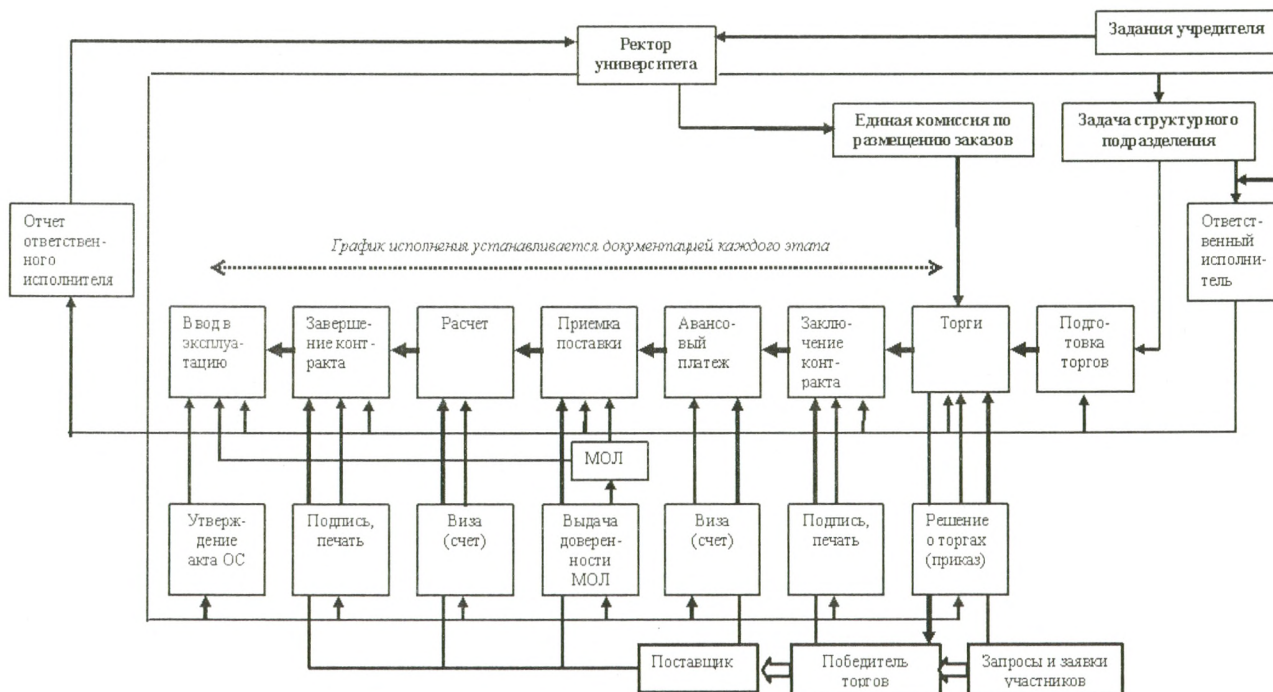 Ректор
университета
Задания учредителя
Единая комиссия по
размещению заказов
Задача структурного
подразделения
Отчет
ответствен-
ного
исполнителя
График исполнения устанавливается документацией каждого этапа
Ответст-
венный
исполни-
тель
Ввод в
эксплуа-
тацию
Заверше-
ние конт-
ракта
Расчет
Приемка
поставки
Авансо-
вый
платеж
Заклю-
чение конт-
ракта
Торги
Подго-
товка
торгов
МОЛ
Утверж-
дение
акта ОС
Подпись,
печать
Виза
(счет)
Выдача
доверен-
ности
МОЛ
Виза
(счет)
Подпись,
печать
Решение
о торгах
(приказ)
Поставщик
Победитель
торгов
Запросы и заявки
участников